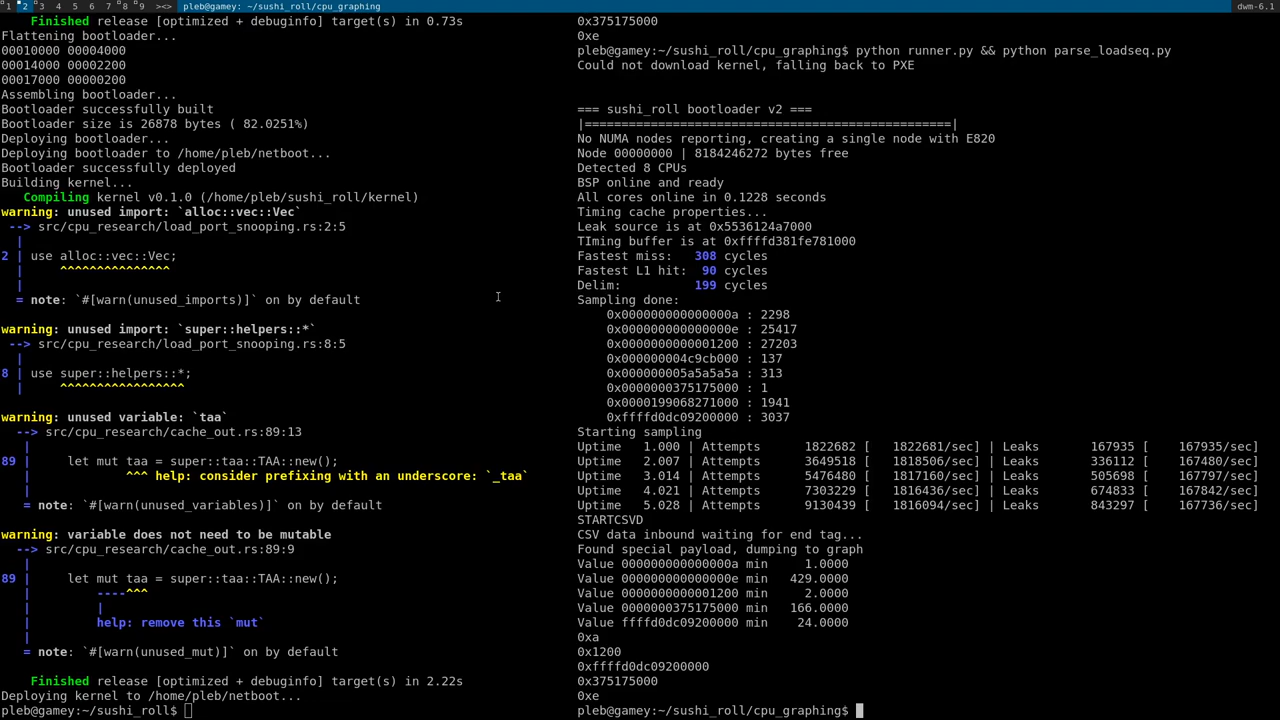 1 2 3 4 5 6 7 8 9 ><> pleb@gamey: ~/sushi_roll/cpu_graphing dwm-6.1
    Finished release [optimized + debuginfo] target(s) in 0.73s
Flattening bootloader...
00010000 00004000
00014000 00002200
00017000 00000200
Assembling bootloader...
Bootloader successfully built
Bootloader size is 26878 bytes ( 82.0251%)
Deploying bootloader...
Deploying bootloader to /home/pleb/netboot...
Bootloader successfully deployed
Building kernel...
   Compiling kernel v0.1.0 (/home/pleb/sushi_roll/kernel)
warning: unused import: `alloc::vec::Vec`
 --> src/cpu_research/load_port_snooping.rs:2:5
  |
2 | use alloc::vec::Vec;
  |     ^^^^^^^^^^^^^^^
  |
  = note: `#[warn(unused_imports)]` on by default
warning: unused import: `super::helpers::*`
 --> src/cpu_research/load_port_snooping.rs:8:5
  |
8 | use super::helpers::*;
  |     ^^^^^^^^^^^^^^^^^
warning: unused variable: `taa`
  --> src/cpu_research/cache_out.rs:89:13
   |
89 |     let mut taa = super::taa::TAA::new();
   |             ^^^ help: consider prefixing with an underscore: `_taa`
   |
   = note: `#[warn(unused_variables)]` on by default
warning: variable does not need to be mutable
  --> src/cpu_research/cache_out.rs:89:9
   |
89 |     let mut taa = super::taa::TAA::new();
   |         ----^^^
   |         |
   |         help: remove this `mut`
   |
   = note: `#[warn(unused_mut)]` on by default
    Finished release [optimized + debuginfo] target(s) in 2.22s
Deploying kernel to /home/pleb/netboot...
pleb@gamey:~/sushi_roll$
0x375175000
0xe
pleb@gamey:~/sushi_roll/cpu_graphing$ python runner.py && python parse_loadseq.py
Could not download kernel, falling back to PXE
=== sushi_roll bootloader v2 ===
|==================================================|
No NUMA nodes reporting, creating a single node with E820
Node 00000000 | 8184246272 bytes free
Detected 8 CPUs
BSP online and ready
All cores online in 0.1228 seconds
Timing cache properties...
Leak source is at 0x5536124a7000
TIming buffer is at 0xffffd381fe781000
Fastest miss:   308 cycles
Fastest L1 hit:  90 cycles
Delim:          199 cycles
Sampling done:
    0x000000000000000a : 2298
    0x000000000000000e : 25417
    0x0000000000001200 : 27203
    0x000000004c9cb000 : 137
    0x000000005a5a5a5a : 313
    0x0000000375175000 : 1
    0x0000199068271000 : 1941
    0xffffd0dc09200000 : 3037
Starting sampling
Uptime   1.000 | Attempts      1822682 [   1822681/sec] | Leaks       167935 [    167935/sec]
Uptime   2.007 | Attempts      3649518 [   1818506/sec] | Leaks       336112 [    167480/sec]
Uptime   3.014 | Attempts      5476480 [   1817160/sec] | Leaks       505698 [    167797/sec]
Uptime   4.021 | Attempts      7303229 [   1816436/sec] | Leaks       674833 [    167842/sec]
Uptime   5.028 | Attempts      9130439 [   1816094/sec] | Leaks       843297 [    167736/sec]
STARTCSVD
CSV data inbound waiting for end tag...
Found special payload, dumping to graph
Value 000000000000000a min     1.0000
Value 000000000000000e min   429.0000
Value 0000000000001200 min     2.0000
Value 0000000375175000 min   166.0000
Value ffffd0dc09200000 min    24.0000
0xa
0x1200
0xffffd0dc09200000
0x375175000
0xe
pleb@gamey:~/sushi_roll/cpu_graphing$